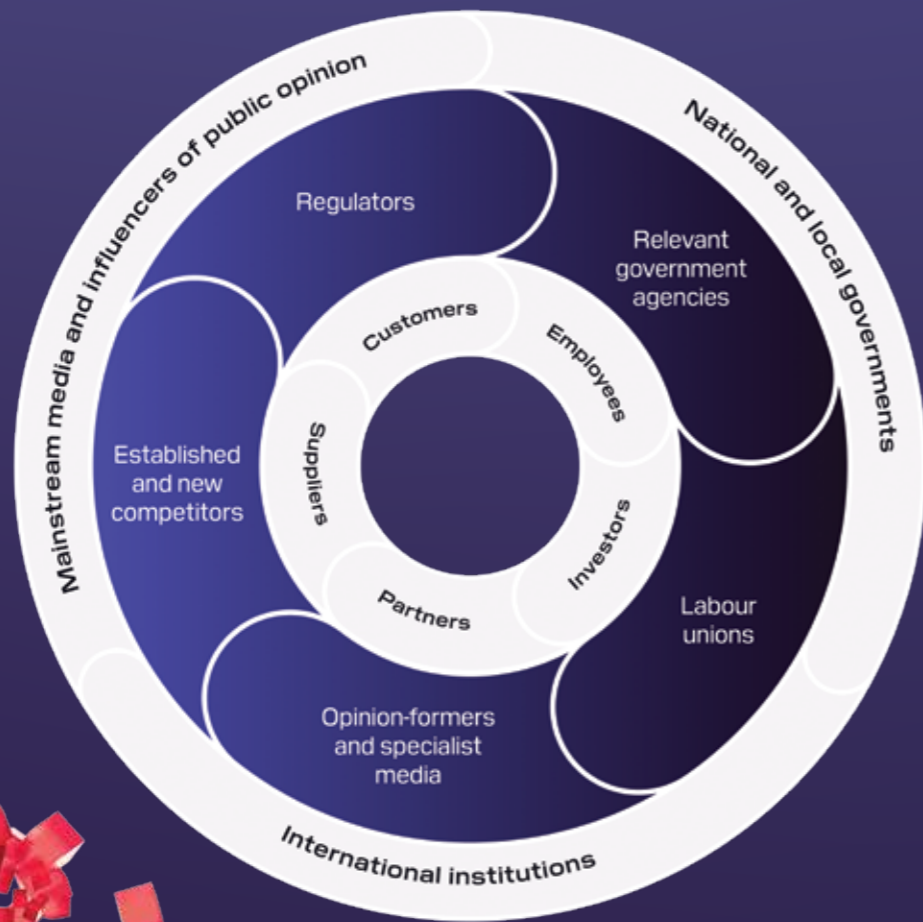 Mainstream media and influencers of public opinion
National and local governments
International institutions
Regulators
Relevant
government
agencies
Labour
unions
Opinion-formers
and specialist
media
Established
and new
competitors
Customers
Employees
Investors
Partners
Suppliers